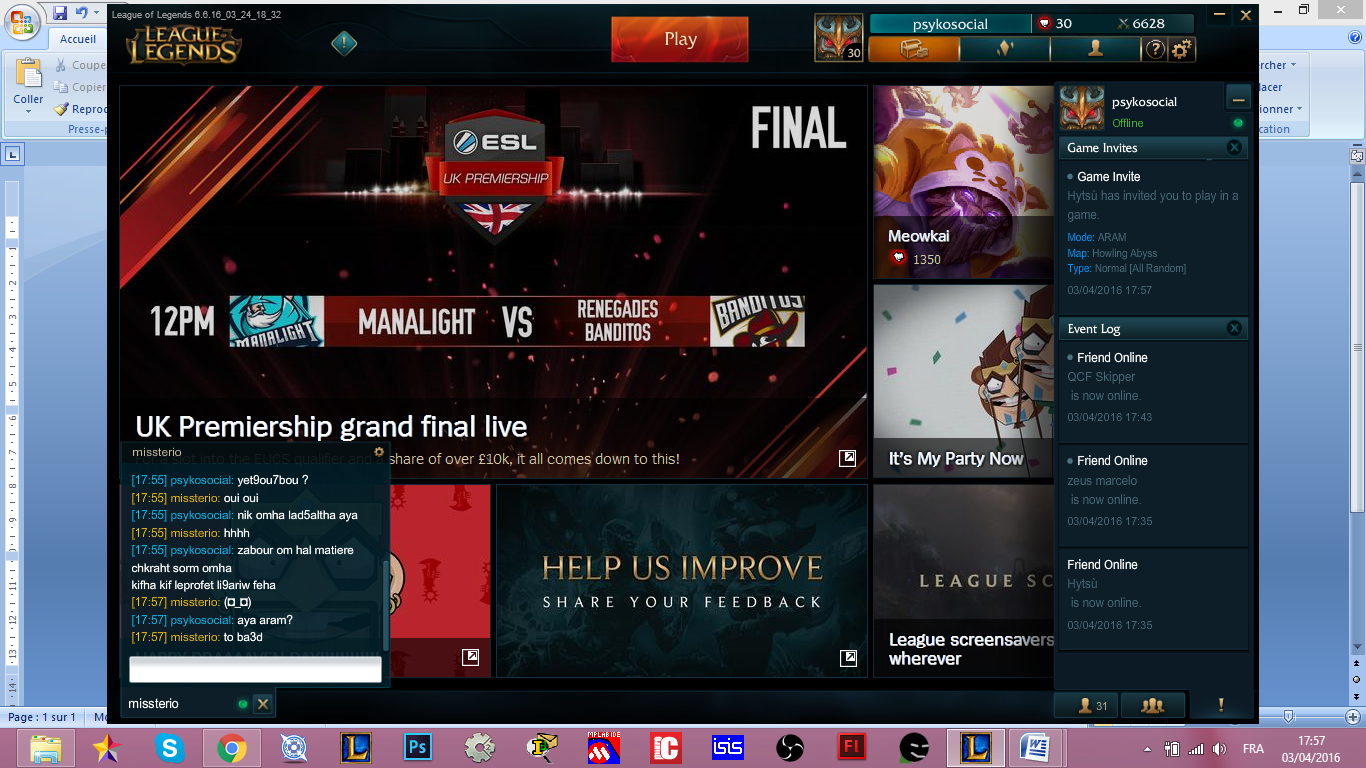 League of Legends 6.6.16_03_24_18_32
LEAGUE OF LEGENDS
Play
30
psykosocial
30
6628
Accueil
Coller
Coupe
Copier
Reproc
Presse-p
ercher
lacer
ionner
cation
FINAL
ESL
UK PREMIERSHIP
12PM
MANALIGHT
MANALIGHT VS RENEGADES BANDITOS
BANDITOS
UK Premiership grand final live
share of over £10k, it all comes down to this!
Meowkai
1350
It's My Party Now
HELP US IMPROVE
SHARE YOUR FEEDBACK
LEAGUE SC
League screensavers
wherever
psykosocial
Offline
Game Invites
Game Invite
Hytsù has invited you to play in a
game.
Mode: ARAM
Map: Howling Abyss
Type: Normal [All Random]
03/04/2016 17:57
Event Log
Friend Online
QCF Skipper
is now online.
03/04/2016 17:43
Friend Online
zeus marcelo
is now online.
03/04/2016 17:35
Friend Online
Hytsù
is now online.
03/04/2016 17:35
31
missterio
[17:55] psykosocial: yet9ou7bou ?
[17:55] missterio: oui oui
[17:55] psykosocial: nik omha lad5altha aya
[17:55] missterio: hhhh
[17:55] psykosocial: zabour om hal matiere
chkraht sorm omha
kifha kif leprofet li9ariw feha
[17:57] missterio: (¤_¤)
[17:57] psykosocial: aya aram?
[17:57] missterio: to ba3d
missterio
Page : 1 sur 1
Mo
Ps
MPLAB IDE
iC
isis
Fl
W
FRA
17:57
03/04/2016